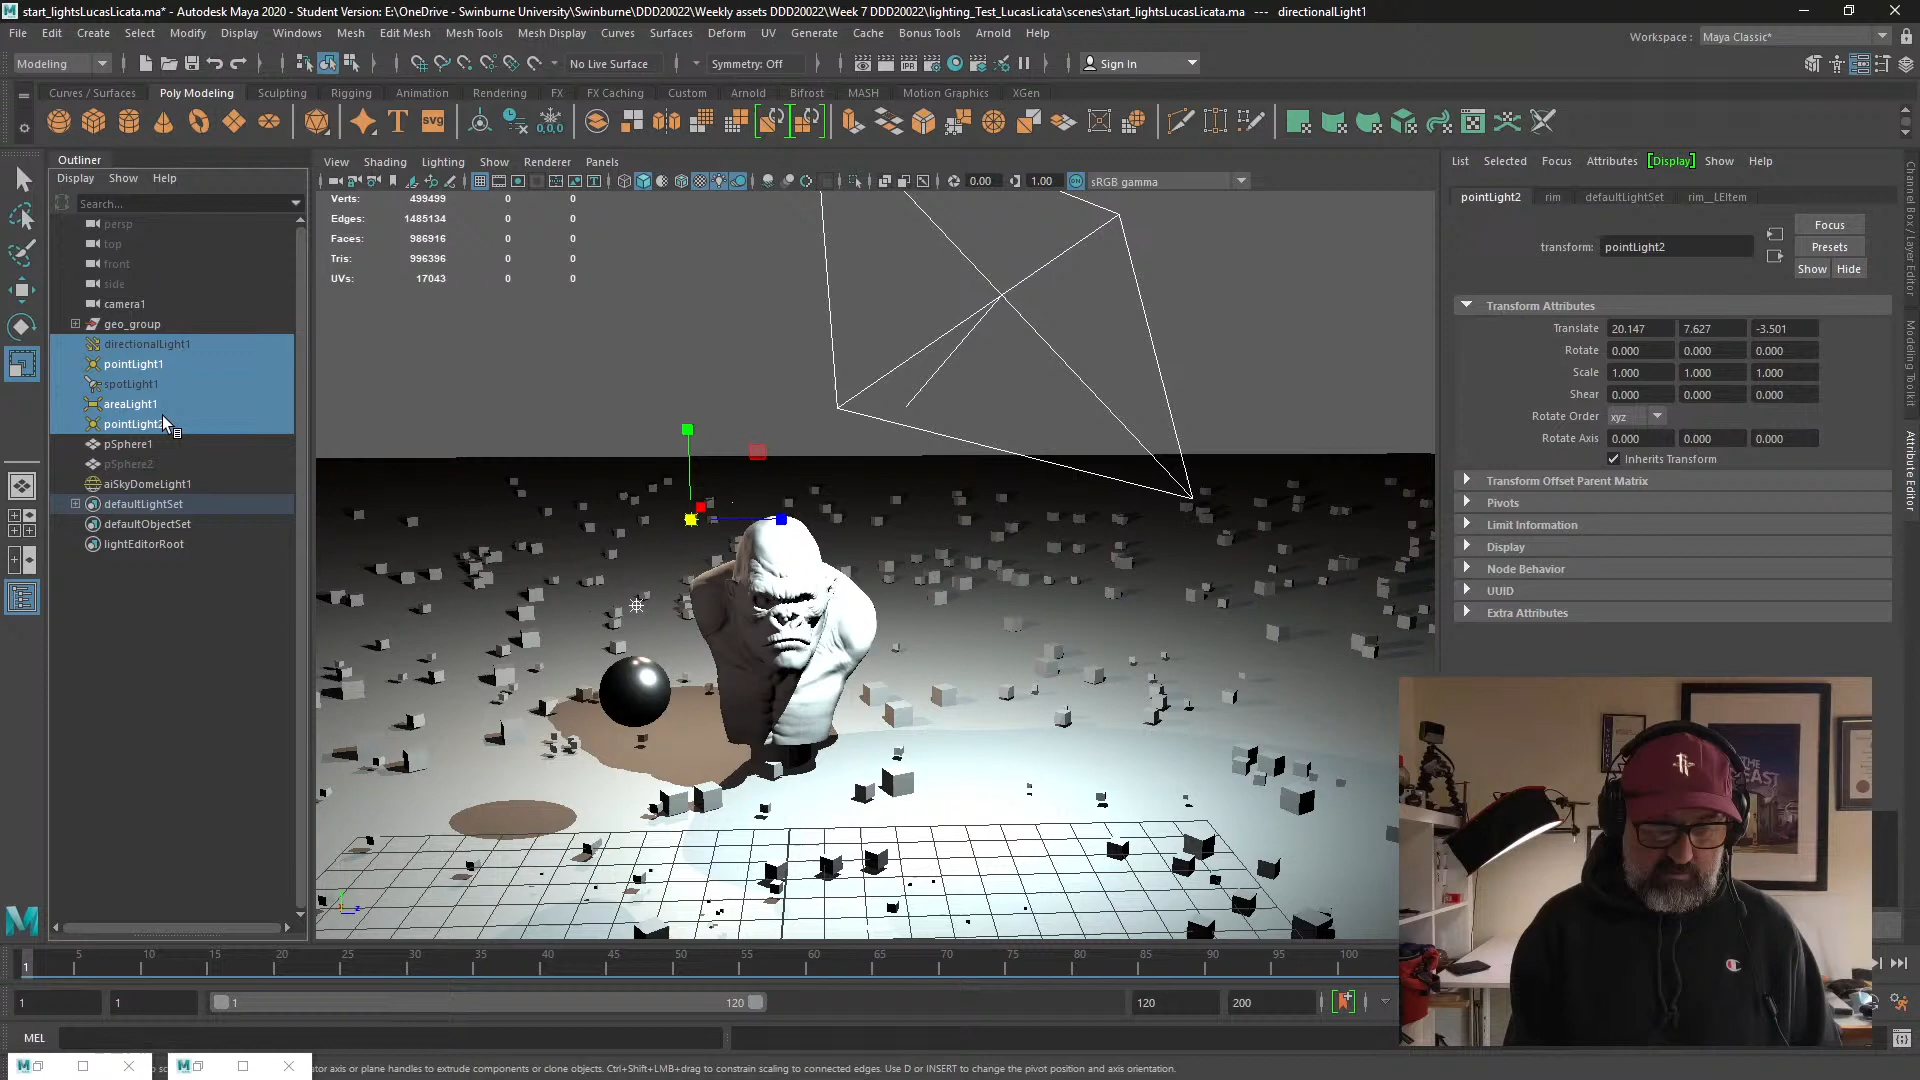 start_lightsLucasLicata.ma* - Autodesk Maya 2020 - Student Version: E:\OneDrive - Swinburne University\Swinburne\DDD20022\Weekly assets DDD20022\Week 7 DDD20022\lighting_Test_LucasLicata\scenes\start_lightsLucasLicata.ma --- directionalLight1
File Edit Create Select Modify Display Windows Mesh Edit Mesh Mesh Tools Mesh Display Curves Surfaces Deform UV Generate Cache Bonus Tools Arnold Help
Workspace : Maya Classic*
Modeling No Live Surface Symmetry: Off Sign In
Curves / Surfaces Poly Modeling Sculpting Rigging Animation Rendering FX FX Caching Custom Arnold Bifrost MASH Motion Graphics XGen
Outliner
Display Show Help
Search...
persp
top
front
side
camera1
geo_group
directionalLight1
pointLight1
spotLight1
areaLight1
pointLight2
pSphere1
pSphere2
aiSkyDomeLight1
defaultLightSet
defaultObjectSet
lightEditorRoot
View Shading Lighting Show Renderer Panels
0.00 1.00 sRGB gamma
Verts: 499499 0 0
Edges: 1485134 0 0
Faces: 986916 0 0
Tris: 996396 0 0
UVs: 17043 0 0
List Selected Focus Attributes [Display] Show Help
pointLight2 rim defaultLightSet rim__LEItem
transform: pointLight2
Focus
Presets
Show Hide
Transform Attributes
Translate 20.147 7.627 -3.501
Rotate 0.000 0.000 0.000
Scale 1.000 1.000 1.000
Shear 0.000 0.000 0.000
Rotate Order xyz
Rotate Axis 0.000 0.000 0.000
Inherits Transform
Transform Offset Parent Matrix
Pivots
Limit Information
Display
Node Behavior
UUID
Extra Attributes
Channel Box / Layer Editor
Modeling Toolkit
Attribute Editor
5 10 15 20 25 30 35 40 45 50 55 60 65 70 75 80 85 90 95 100
1
1 1 1 120 120 200
MEL
axis or plane handles to extrude components or clone objects. Ctrl+Shift+LMB+drag to constrain scaling to connected edges. Use D or INSERT to change the pivot position and axis orientation.